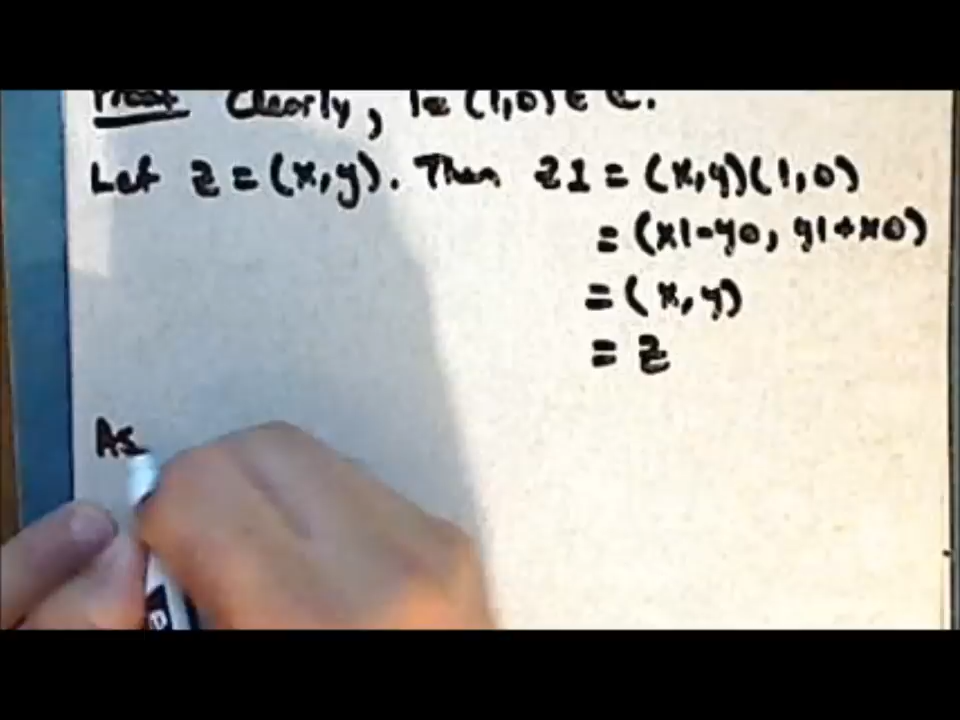 Proof Clearly, 1=(1,0)∈ℂ.
Let z=(x,y). Then z1=(x,y)(1,0)
=(x1-y0, y1+x0)
=(x,y)
=z
As